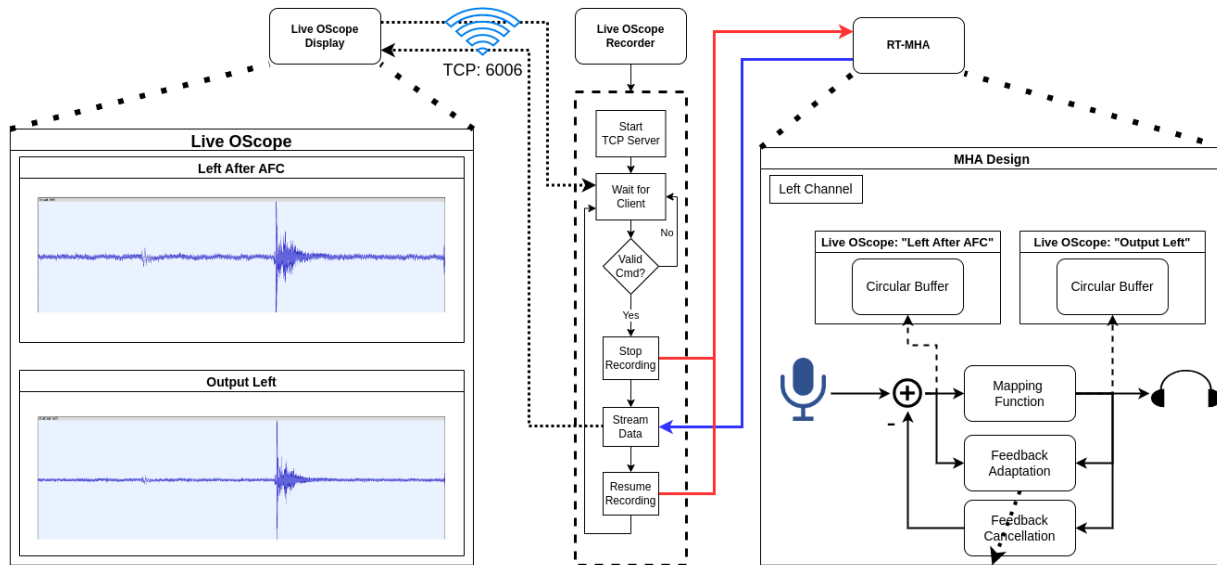 Live OScope
Display
TCP: 6006
Live OScope
Recorder
RT-MHA
Live OScope
Left After AFC
Output Left
Start
TCP Server
Wait for
Client
No
Valid
Cmd?
Yes
Stop
Recording
Stream
Data
Resume
Recording
MHA Design
Left Channel
Live OScope: "Left After AFC"
Circular Buffer
Live OScope: "Output Left"
Circular Buffer
+
-
Mapping
Function
Feedback
Adaptation
Feedback
Cancellation